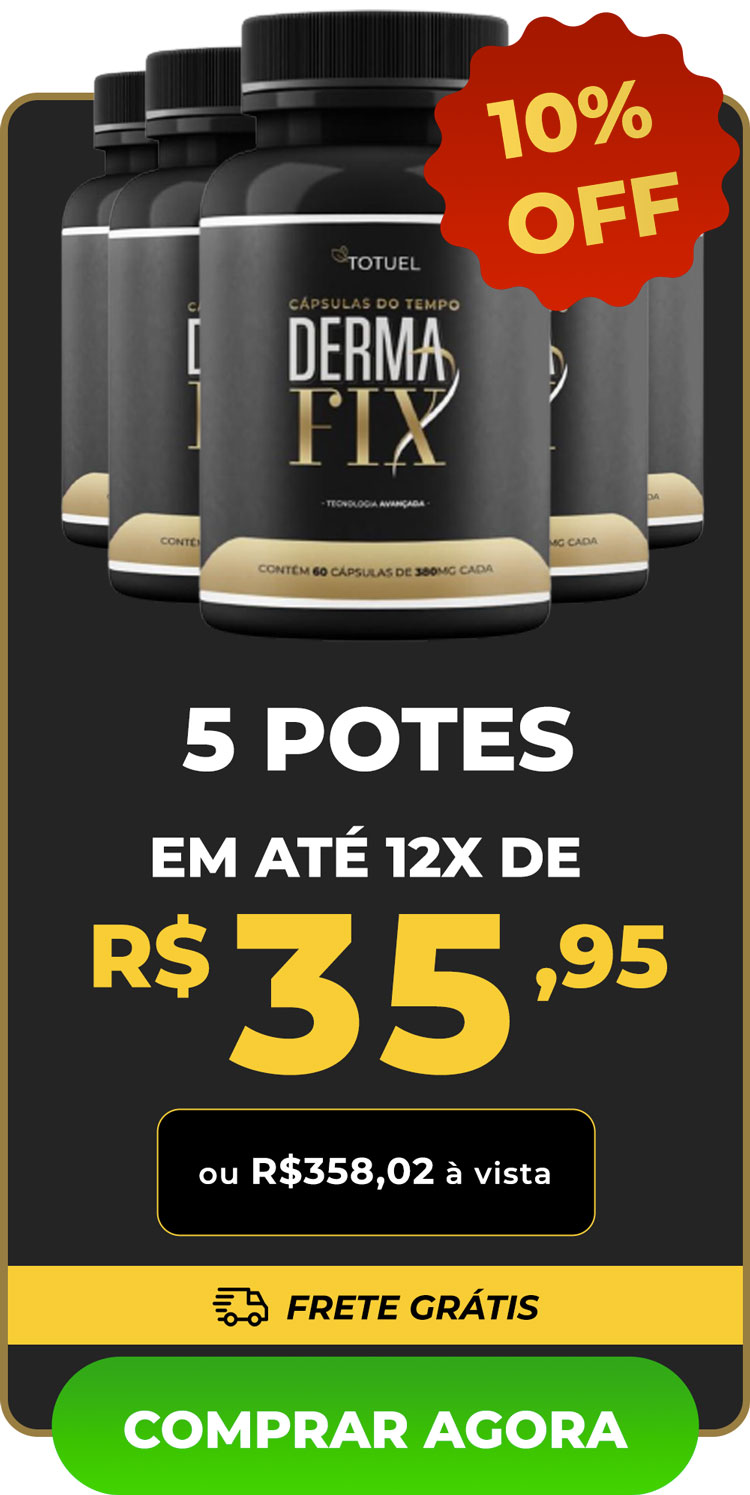 10%
OFF
TOTUEL
CÁPSULAS DO TEMPO
DERMA
FIX
- TECNOLOGIA AVANÇADA -
CONTÉM 60 CÁPSULAS DE 380MG CADA
5 POTES
EM ATÉ 12X DE
R$35,95
ou R$358,02 à vista
FRETE GRÁTIS
COMPRAR AGORA